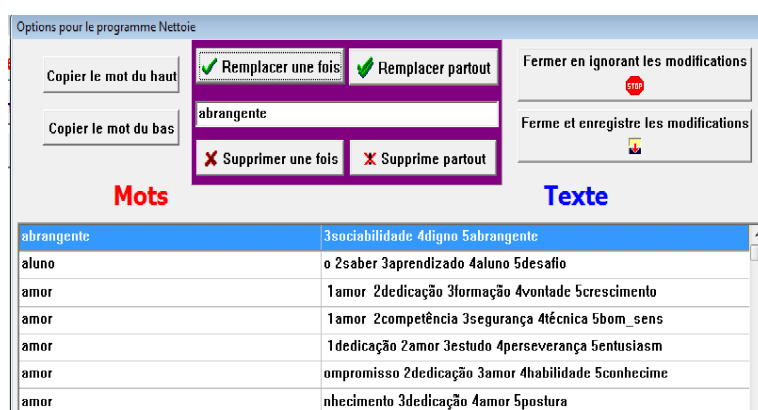 Options pour le programme Nettoie
Copier le mot du haut
Remplacer une fois
Remplacer partout
Fermer en ignorant les modifications
STOP
abrangente
Copier le mot du bas
Ferme et enregistre les modifications
Supprimer une fois
Supprime partout
Mots
Texte
abrangente 3sociabilidade 4digno 5abrangente
aluno o 2saber 3aprendizado 4aluno 5desafio
amor 1amor 2dedicação 3formação 4vontade 5crescimento
amor 1amor 2competência 3segurança 4técnica 5bom_sens
amor 1dedicação 2amor 3estudo 4perseverança 5entusiasm
amor ompromisso 2dedicação 3amor 4habilidade 5conhecime
amor nhecimento 3dedicação 4amor 5postura